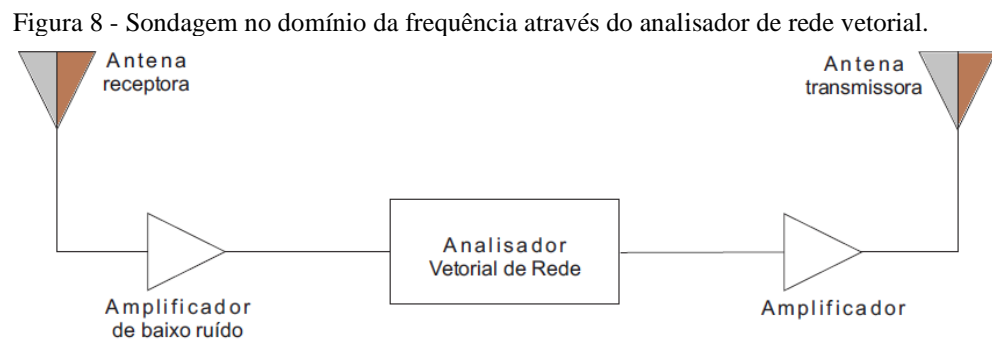 Figura 8 - Sondagem no domínio da frequência através do analisador de rede vetorial.
Antena
receptora
Antena
transmissora
Analisador
Vetorial de Rede
Amplificador
de baixo ruído
Amplificador